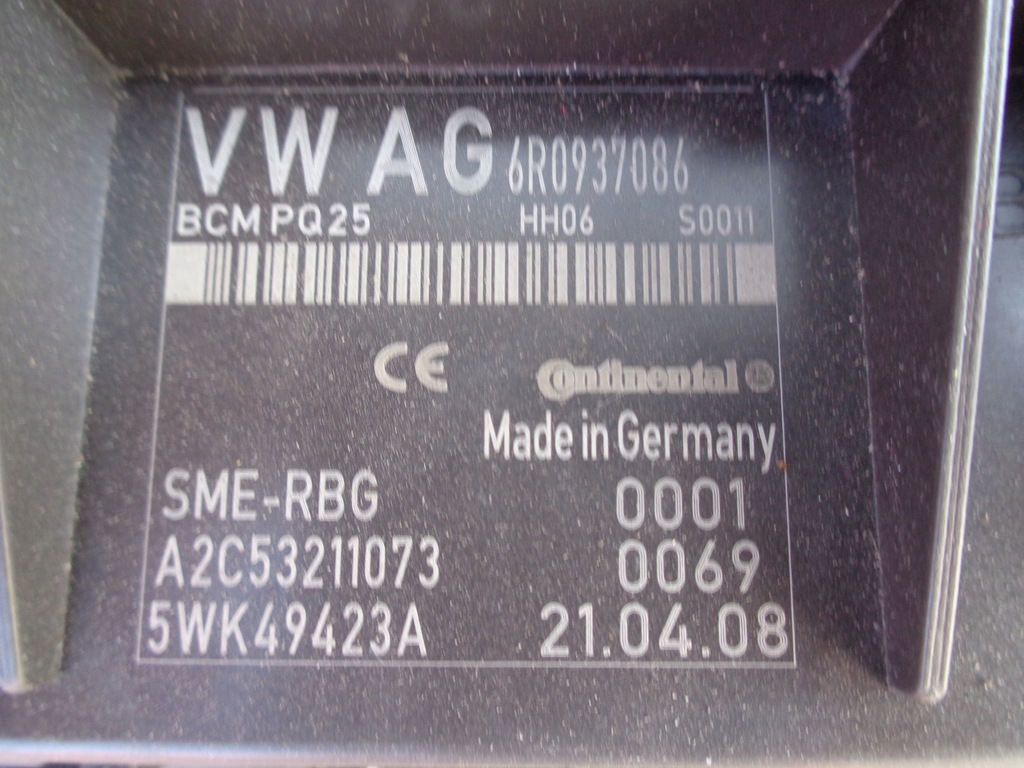 VW AG 6R0937086
BCM PQ25 HH06 S0011
CE Continental
Made in Germany
SME-RBG 0001
A2C53211073 0069
5WK49423A 21.04.08